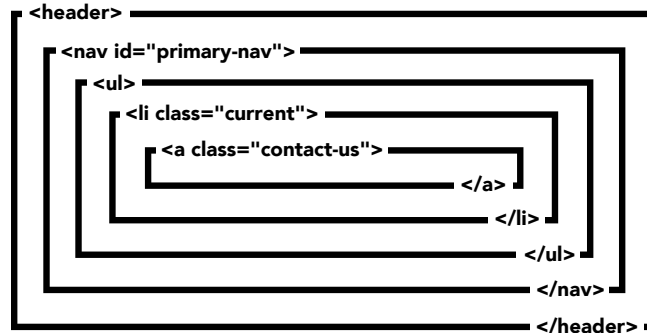 <header>
<nav id="primary-nav">
<ul>
<li class="current">
<a class="contact-us">
</a>
</li>
</ul>
</nav>
</header>